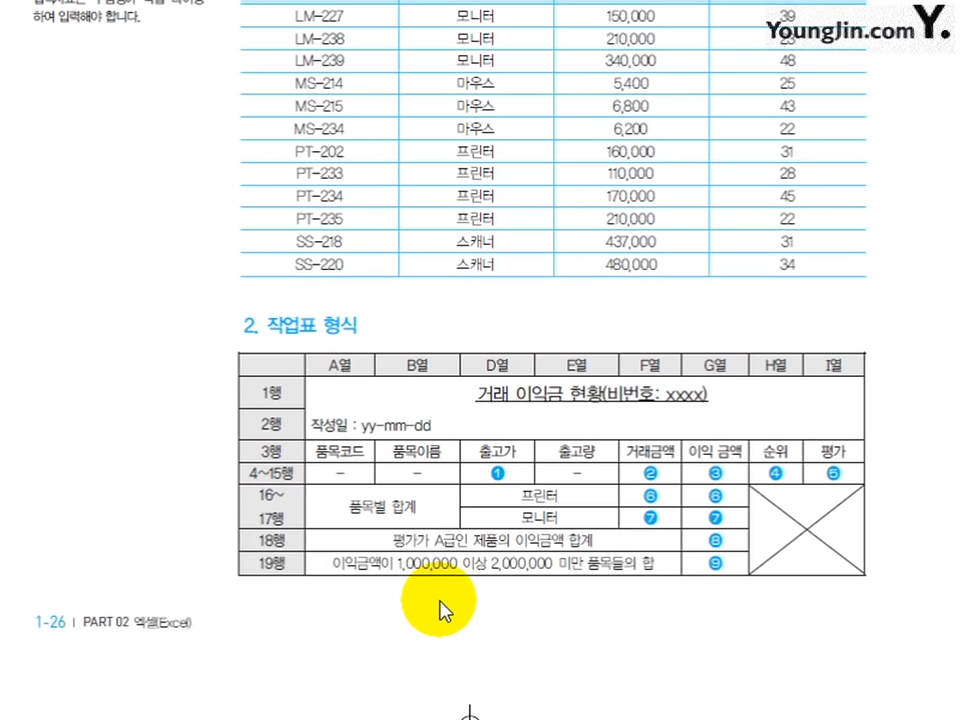 하여 입력해야 합니다.
LM-227 모니터 150,000 39
LM-238 모니터 210,000 23
LM-239 모니터 340,000 48
MS-214 마우스 5,400 25
MS-215 마우스 6,800 43
MS-234 마우스 6,200 22
PT-202 프린터 160,000 31
PT-233 프린터 110,000 28
PT-234 프린터 170,000 45
PT-235 프린터 210,000 22
SS-218 스캐너 437,000 31
SS-220 스캐너 480,000 34
YoungJin.com Y.
2. 작업표 형식
A열 B열 D열 E열 F열 G열 H열 I열
1행 거래 이익금 현황(비번호: xxxx)
2행 작성일 : yy-mm-dd
3행 품목코드 품목이름 출고가 출고량 거래금액 이익 금액 순위 평가
4~15행 - - ❶ - ❷ ❸ ❹ ❺
16~ 품목별 합계 프린터 ❻ ❻
17행 모니터 ❼ ❼
18행 평가가 A급인 제품의 이익금액 합계 ❽
19행 이익금액이 1,000,000 이상 2,000,000 미만 품목들의 합 ❾
1-26 | PART 02 엑셀(Excel)